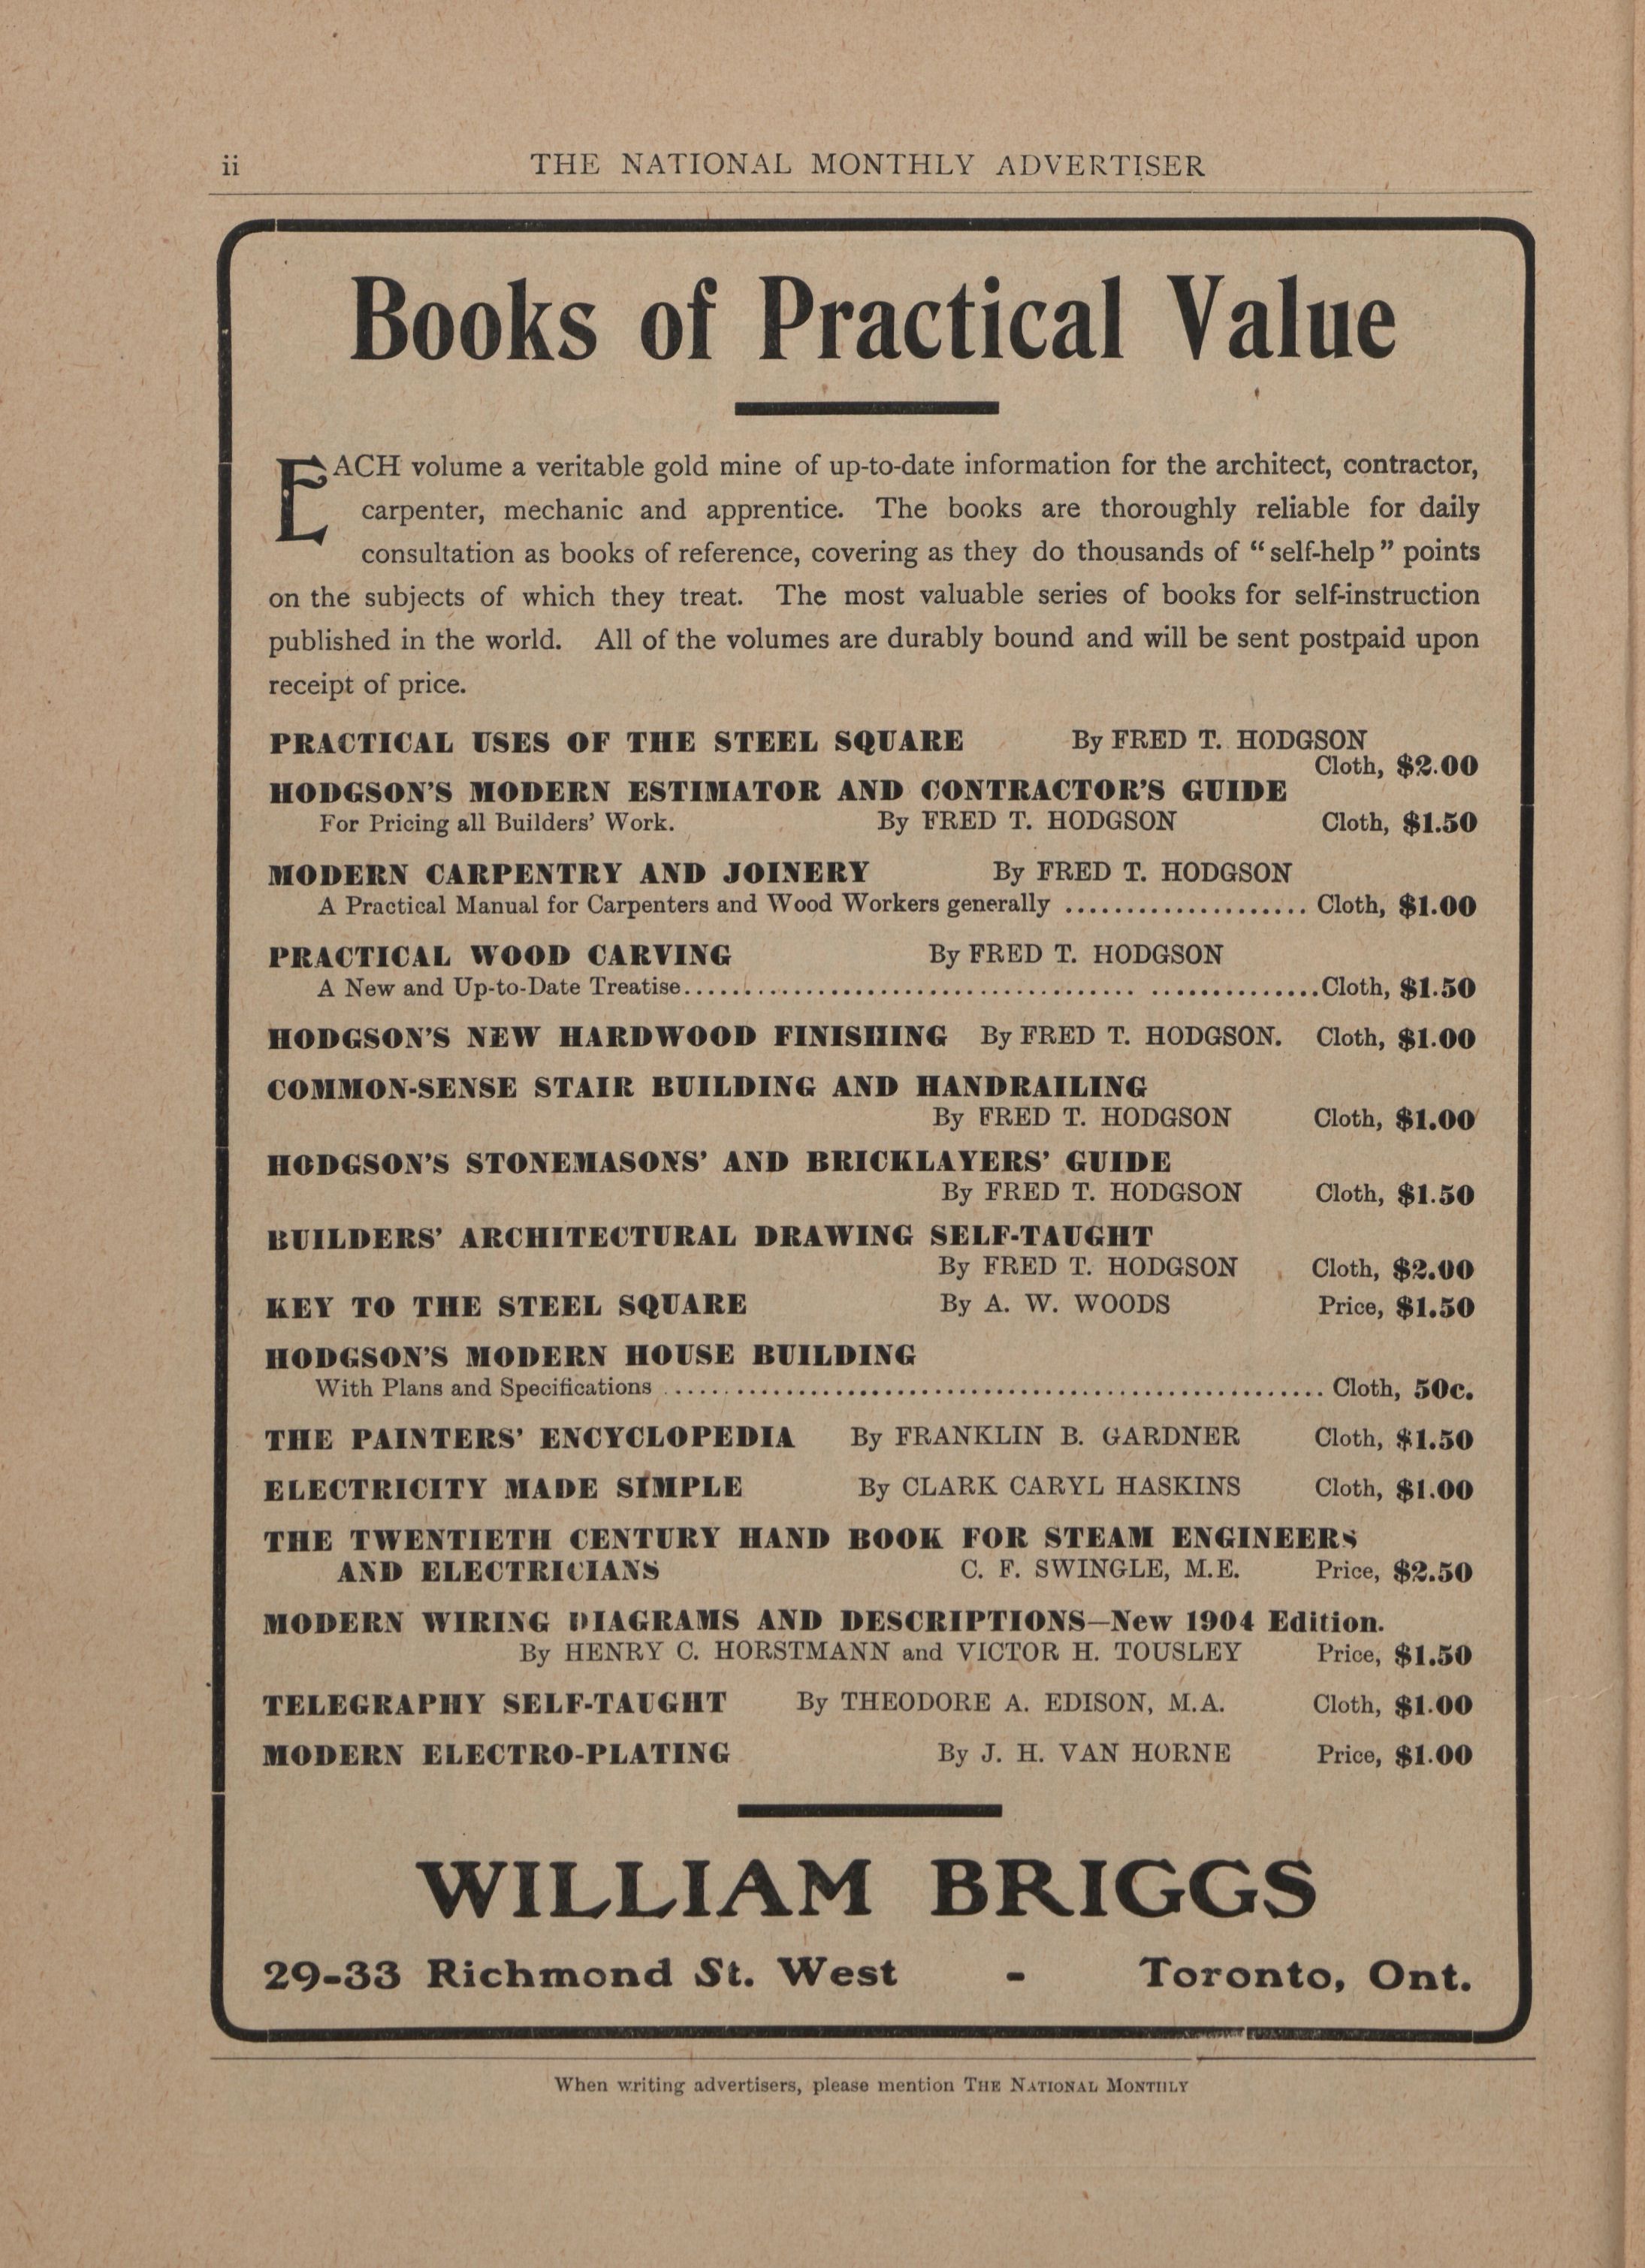 ii THE NATIONAL MONTHLY ADVERTISER
Books of Practical Value
EACH volume a veritable gold mine of up-to-date information for the architect, contractor,
carpenter, mechanic and apprentice. The books are thoroughly reliable for daily
consultation as books of reference, covering as they do thousands of "self-help" points
on the subjects of which they treat. The most valuable series of books for self-instruction
published in the world. All of the volumes are durably bound and will be sent postpaid upon
receipt of price.
PRACTICAL USES OF THE STEEL SQUARE By FRED T. HODGSON
Cloth, $2.00
HODGSON'S MODERN ESTIMATOR AND CONTRACTOR'S GUIDE
For Pricing all Builders' Work. By FRED T. HODGSON Cloth, $1.50
MODERN CARPENTRY AND JOINERY By FRED T. HODGSON
A Practical Manual for Carpenters and Wood Workers generally .................... Cloth, $1.00
PRACTICAL WOOD CARVING By FRED T. HODGSON
A New and Up-to-Date Treatise.................................... ..............Cloth, $1.50
HODGSON'S NEW HARDWOOD FINISHING By FRED T. HODGSON. Cloth, $1.00
COMMON-SENSE STAIR BUILDING AND HANDRAILING
By FRED T. HODGSON Cloth, $1.00
HODGSON'S STONEMASONS' AND BRICKLAYERS' GUIDE
By FRED T. HODGSON Cloth, $1.50
BUILDERS' ARCHITECTURAL DRAWING SELF-TAUGHT
By FRED T. HODGSON Cloth, $2.00
KEY TO THE STEEL SQUARE By A. W. WOODS Price, $1.50
HODGSON'S MODERN HOUSE BUILDING
With Plans and Specifications ...................................................... Cloth, 50c.
THE PAINTERS' ENCYCLOPEDIA By FRANKLIN B. GARDNER Cloth, $1.50
ELECTRICITY MADE SIMPLE By CLARK CARYL HASKINS Cloth, $1.00
THE TWENTIETH CENTURY HAND BOOK FOR STEAM ENGINEERS
AND ELECTRICIANS C. F. SWINGLE, M.E. Price, $2.50
MODERN WIRING DIAGRAMS AND DESCRIPTIONS—New 1904 Edition.
By HENRY C. HORSTMANN and VICTOR H. TOUSLEY Price, $1.50
TELEGRAPHY SELF-TAUGHT By THEODORE A. EDISON, M.A. Cloth, $1.00
MODERN ELECTRO-PLATING By J. H. VAN HORNE Price, $1.00
WILLIAM BRIGGS
29-33 Richmond St. West - Toronto, Ont.
When writing advertisers, please mention THE NATIONAL MONTHLY